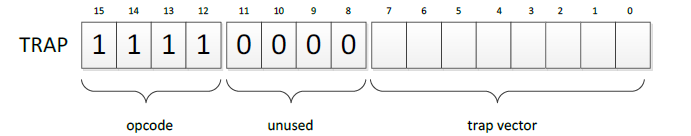 15 14 13 12 11 10 9 8 7 6 5 4 3 2 1 0
TRAP 1 1 1 1 0 0 0 0
opcode unused trap vector